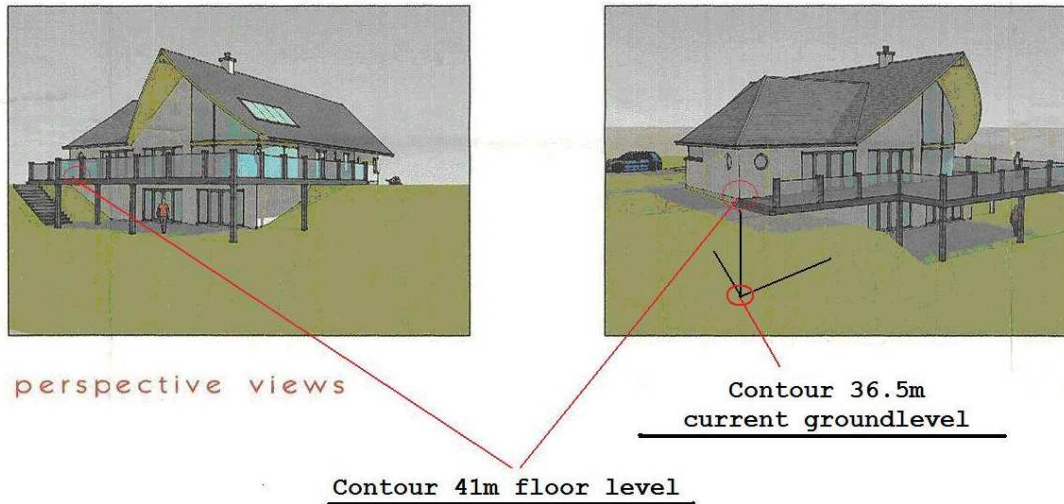 perspective views
Contour 36.5m
current groundlevel
Contour 41m floor level